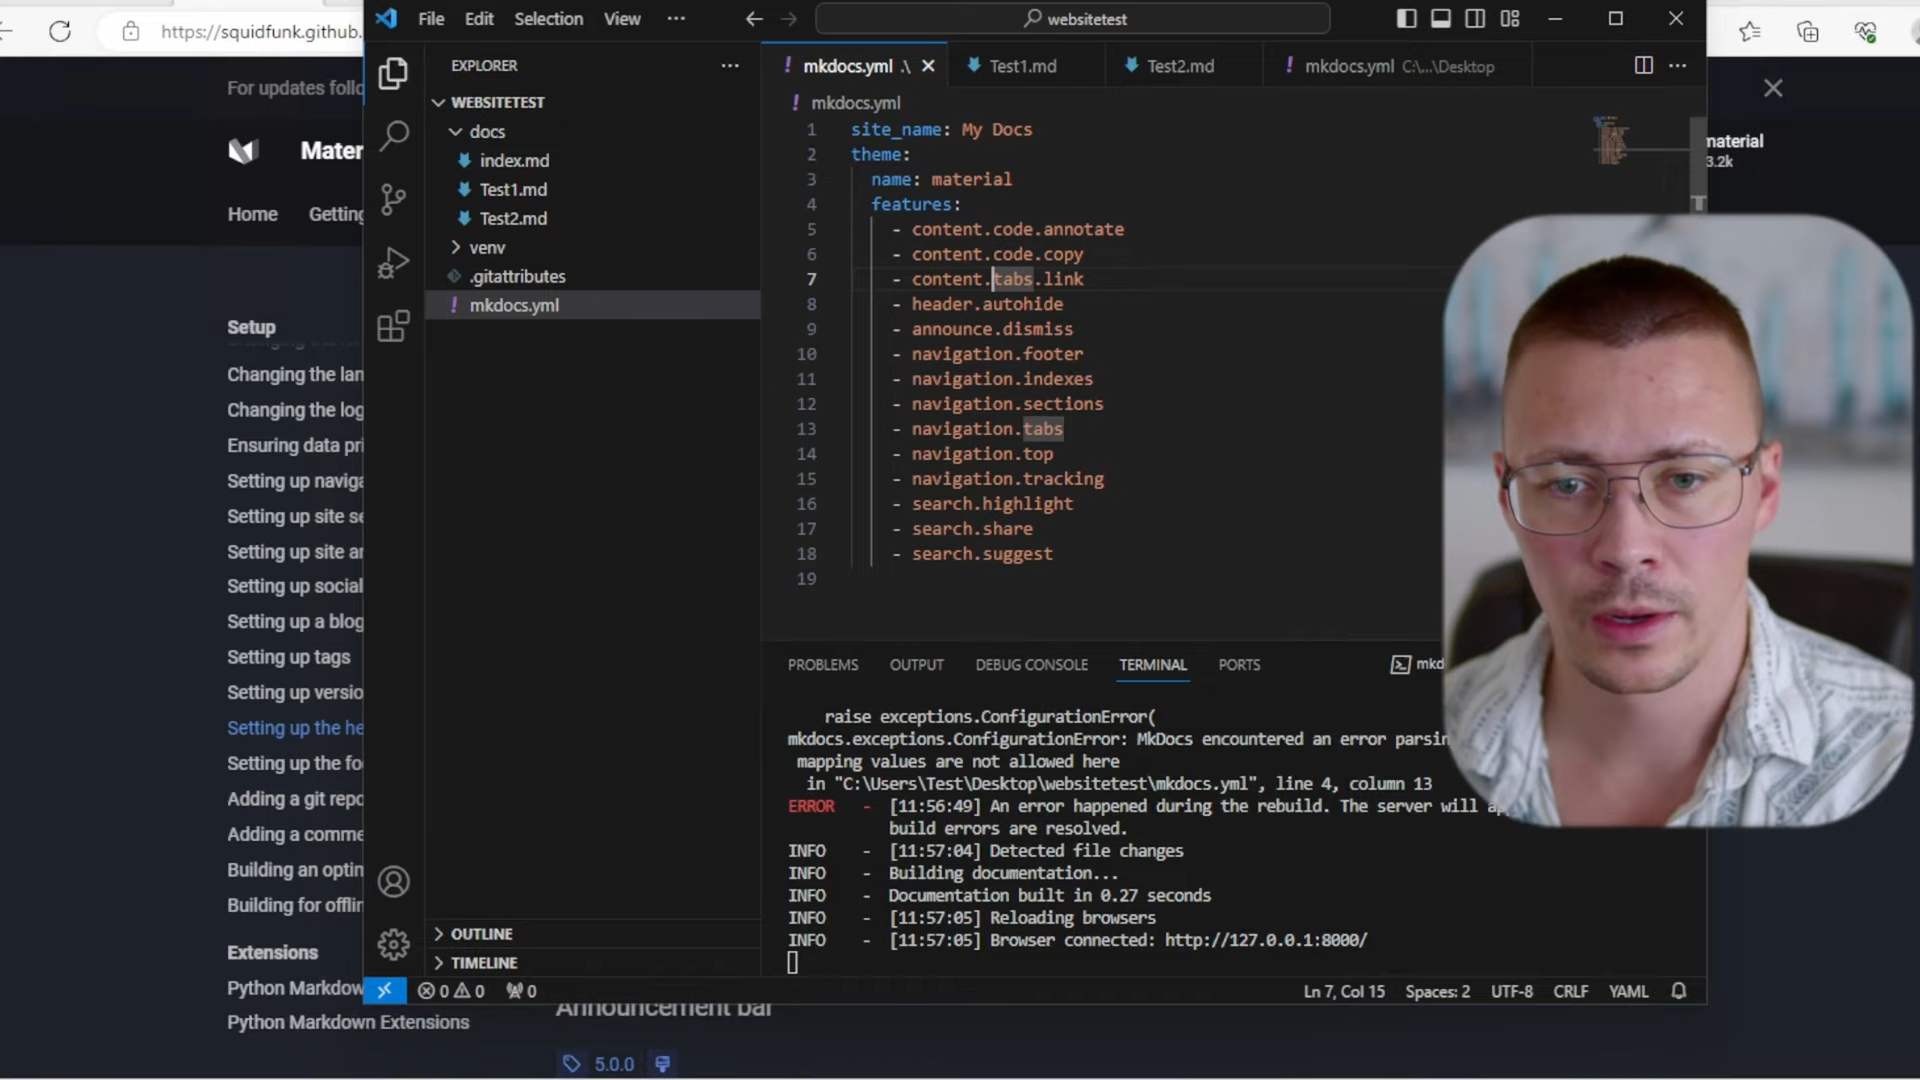 File Edit Selection View ··· websitetest
https://squidfunk.github.
For updates follo
Mater
material
3.2k
Home Getting
Setup
Changing the lan
Changing the log
Ensuring data pri
Setting up naviga
Setting up site se
Setting up site an
Setting up social
Setting up a blog
Setting up tags
Setting up versio
Setting up the he
Setting up the fo
Adding a git repo
Adding a comme
Building an optin
Building for offlin
Extensions
Python Markdow
Python Markdown Extensions
Announcement bar
5.0.0
EXPLORER ···
WEBSITETEST
docs
index.md
Test1.md
Test2.md
venv
.gitattributes
mkdocs.yml
OUTLINE
TIMELINE
mkdocs.yml .\ Test1.md Test2.md mkdocs.yml C:\...\Desktop
mkdocs.yml
1 site_name: My Docs
2 theme:
3 name: material
4 features:
5 - content.code.annotate
6 - content.code.copy
7 - content.tabs.link
8 - header.autohide
9 - announce.dismiss
10 - navigation.footer
11 - navigation.indexes
12 - navigation.sections
13 - navigation.tabs
14 - navigation.top
15 - navigation.tracking
16 - search.highlight
17 - search.share
18 - search.suggest
19
PROBLEMS OUTPUT DEBUG CONSOLE TERMINAL PORTS mkd
raise exceptions.ConfigurationError(
mkdocs.exceptions.ConfigurationError: MkDocs encountered an error parsin
mapping values are not allowed here
in "C:\Users\Test\Desktop\websitetest\mkdocs.yml", line 4, column 13
ERROR - [11:56:49] An error happened during the rebuild. The server will ap
build errors are resolved.
INFO - [11:57:04] Detected file changes
INFO - Building documentation...
INFO - Documentation built in 0.27 seconds
INFO - [11:57:05] Reloading browsers
INFO - [11:57:05] Browser connected: http://127.0.0.1:8000/
0 0 0 Ln 7, Col 15 Spaces: 2 UTF-8 CRLF YAML